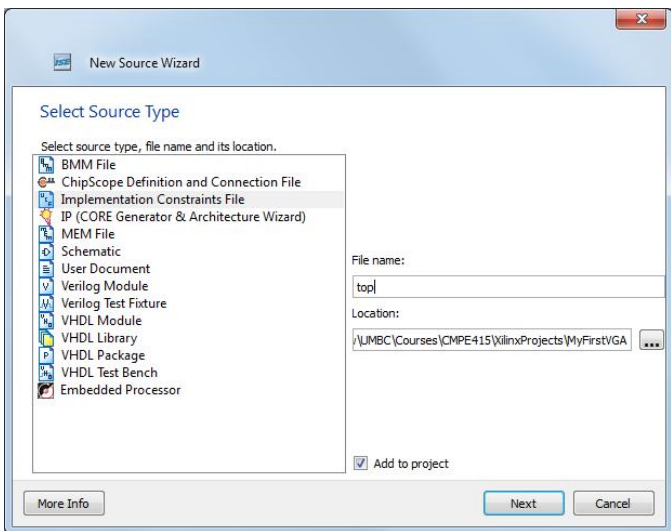 ISE New Source Wizard
Select Source Type
Select source type, file name and its location.
BMM File
ChipScope Definition and Connection File
Implementation Constraints File
IP (CORE Generator & Architecture Wizard)
MEM File
Schematic
User Document
Verilog Module
Verilog Test Fixture
VHDL Module
VHDL Library
VHDL Package
VHDL Test Bench
Embedded Processor
File name:
top
Location:
\UMBC\Courses\CMPE415\XilinxProjects\MyFirstVGA
...
Add to project
More Info
Next
Cancel